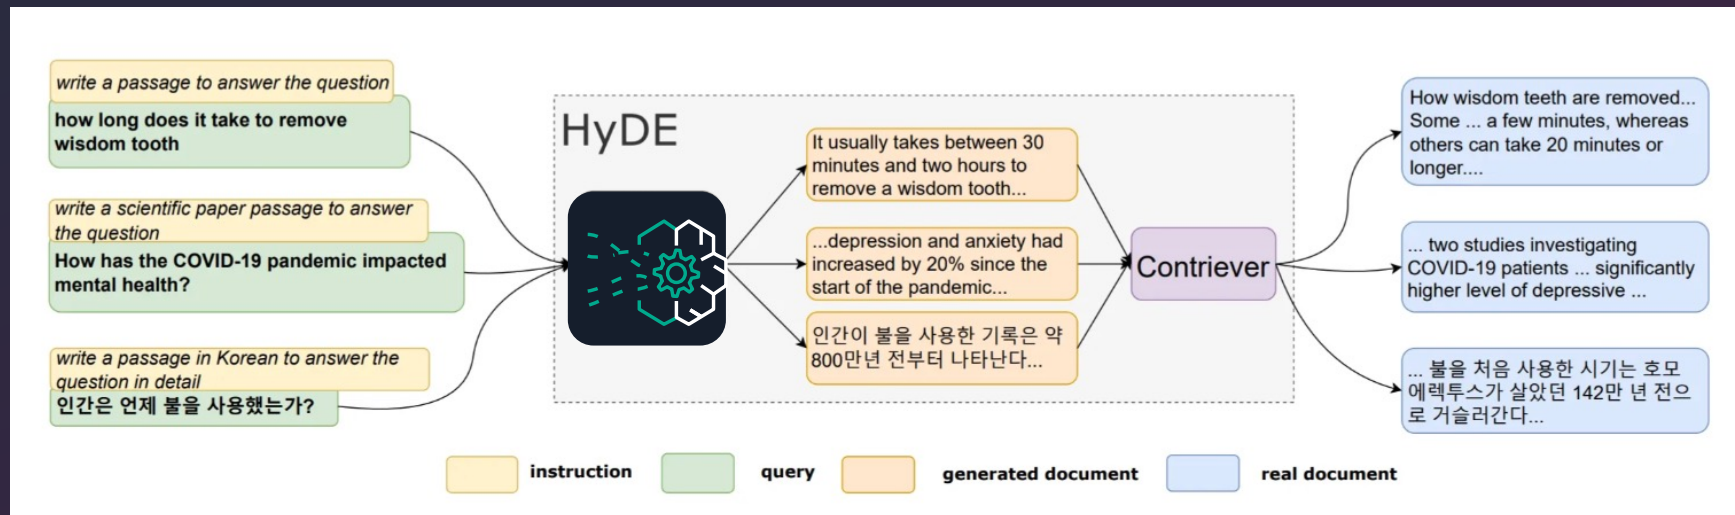 write a passage to answer the question
how long does it take to remove
wisdom tooth
write a scientific paper passage to answer
the question
How has the COVID-19 pandemic impacted
mental health?
write a passage in Korean to answer the
question in detail
인간은 언제 불을 사용했는가?
HyDE
It usually takes between 30
minutes and two hours to
remove a wisdom tooth...
...depression and anxiety had
increased by 20% since the
start of the pandemic...
인간이 불을 사용한 기록은 약
800만년 전부터 나타난다...
Contriever
How wisdom teeth are removed...
Some ... a few minutes, whereas
others can take 20 minutes or
longer....
... two studies investigating
COVID-19 patients ... significantly
higher level of depressive ...
... 불을 처음 사용한 시기는 호모
에렉투스가 살았던 142만 년 전으
로 거슬러간다...
instruction
query
generated document
real document